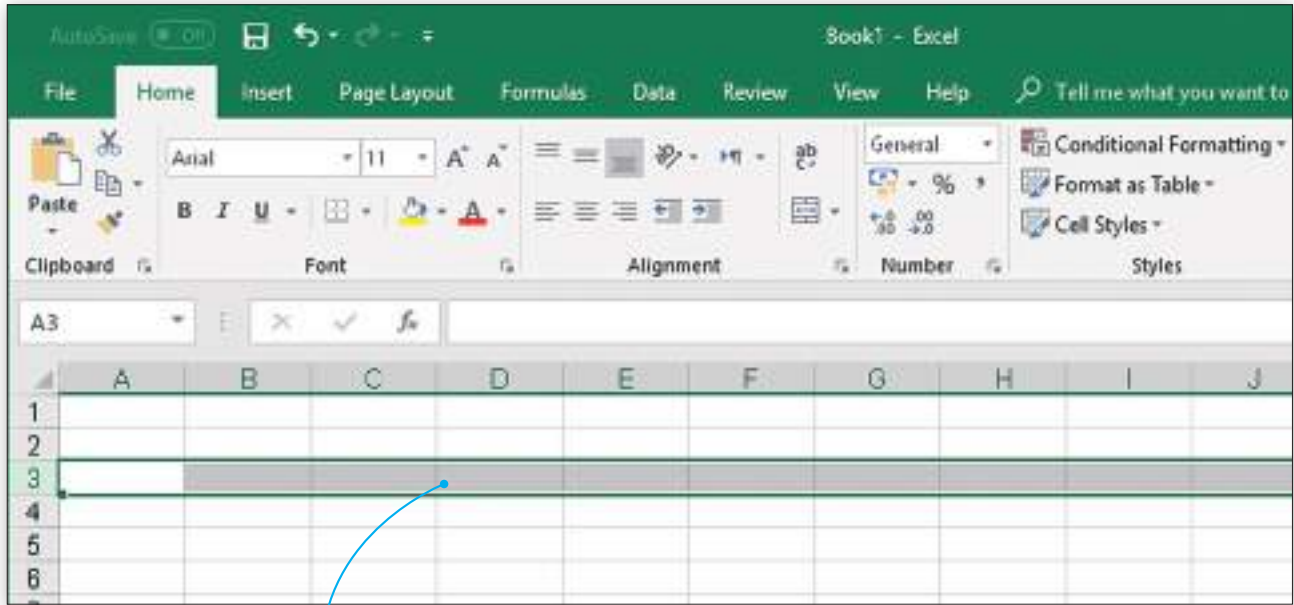 AutoSave Off Book1 - Excel
File Home Insert Page Layout Formulas Data Review View Help Tell me what you want to
Arial 11 A A ab General Conditional Formatting
Paste B I U A % , Format as Table
Cell Styles
Clipboard Font Alignment Number Styles
A3 fx
A B C D E F G H I J
1
2
3
4
5
6